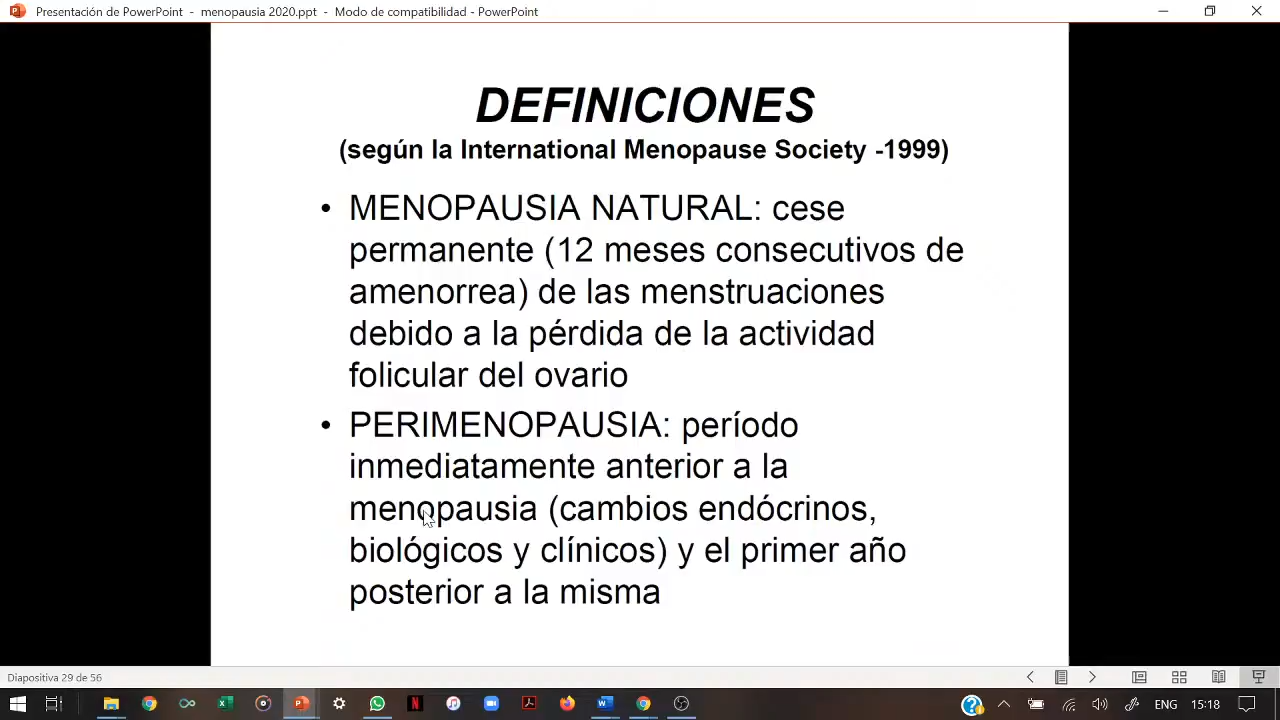 Presentación de PowerPoint - menopausia 2020.ppt - Modo de compatibilidad - PowerPoint
DEFINICIONES
(según la International Menopause Society -1999)
• MENOPAUSIA NATURAL: cese
permanente (12 meses consecutivos de
amenorrea) de las menstruaciones
debido a la pérdida de la actividad
folicular del ovario
• PERIMENOPAUSIA: período
inmediatamente anterior a la
menopausia (cambios endócrinos,
biológicos y clínicos) y el primer año
posterior a la misma
Diapositiva 29 de 56
ENG 15:18